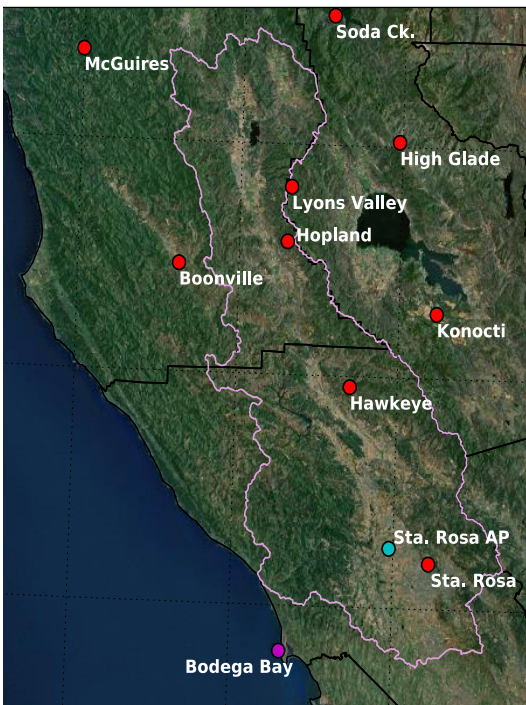 Soda Ck.
McGuires
High Glade
Lyons Valley
Hopland
Boonville
Konocti
Hawkeye
Sta. Rosa AP
Sta. Rosa
Bodega Bay